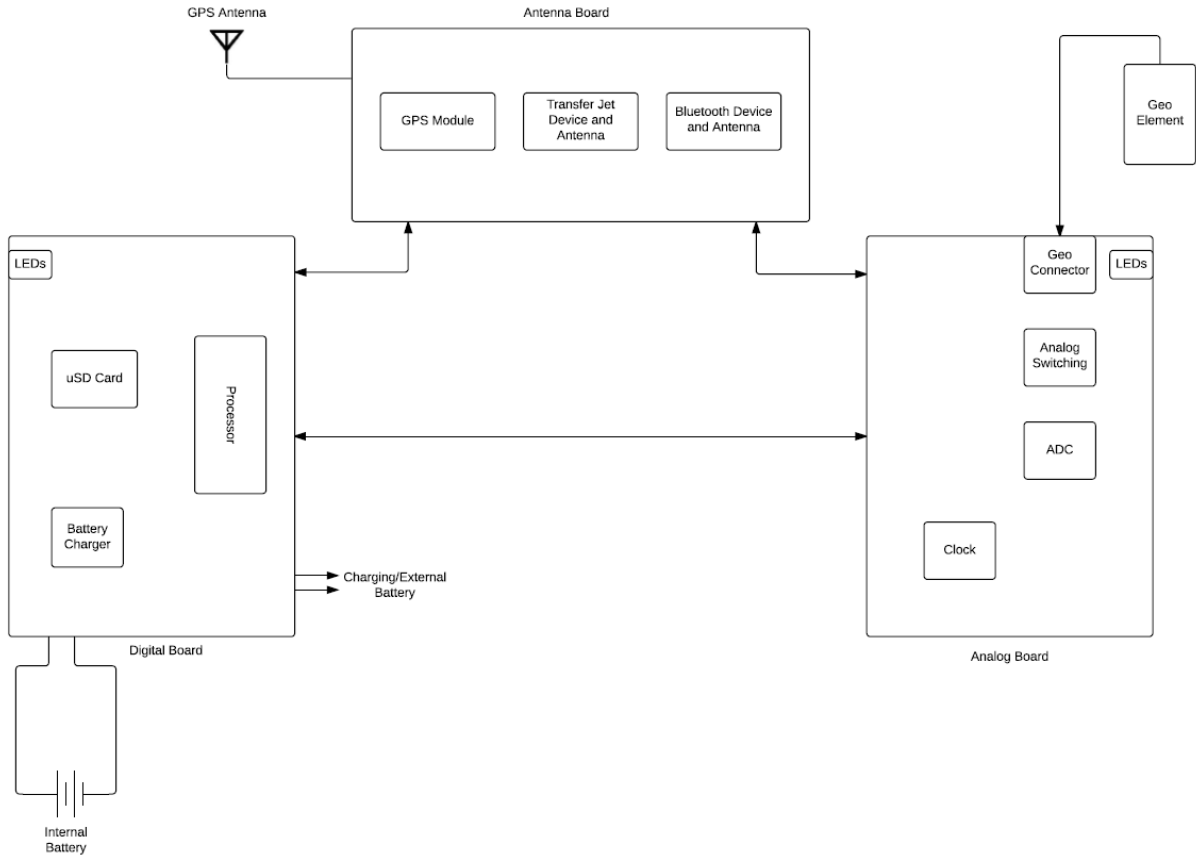 GPS Antenna
Antenna Board
GPS Module
Transfer Jet
Device and
Antenna
Bluetooth Device
and Antenna
Geo
Element
LEDs
uSD Card
Processor
Battery
Charger
Charging/External
Battery
Digital Board
Internal
Battery
Geo
Connector
LEDs
Analog
Switching
ADC
Clock
Analog Board